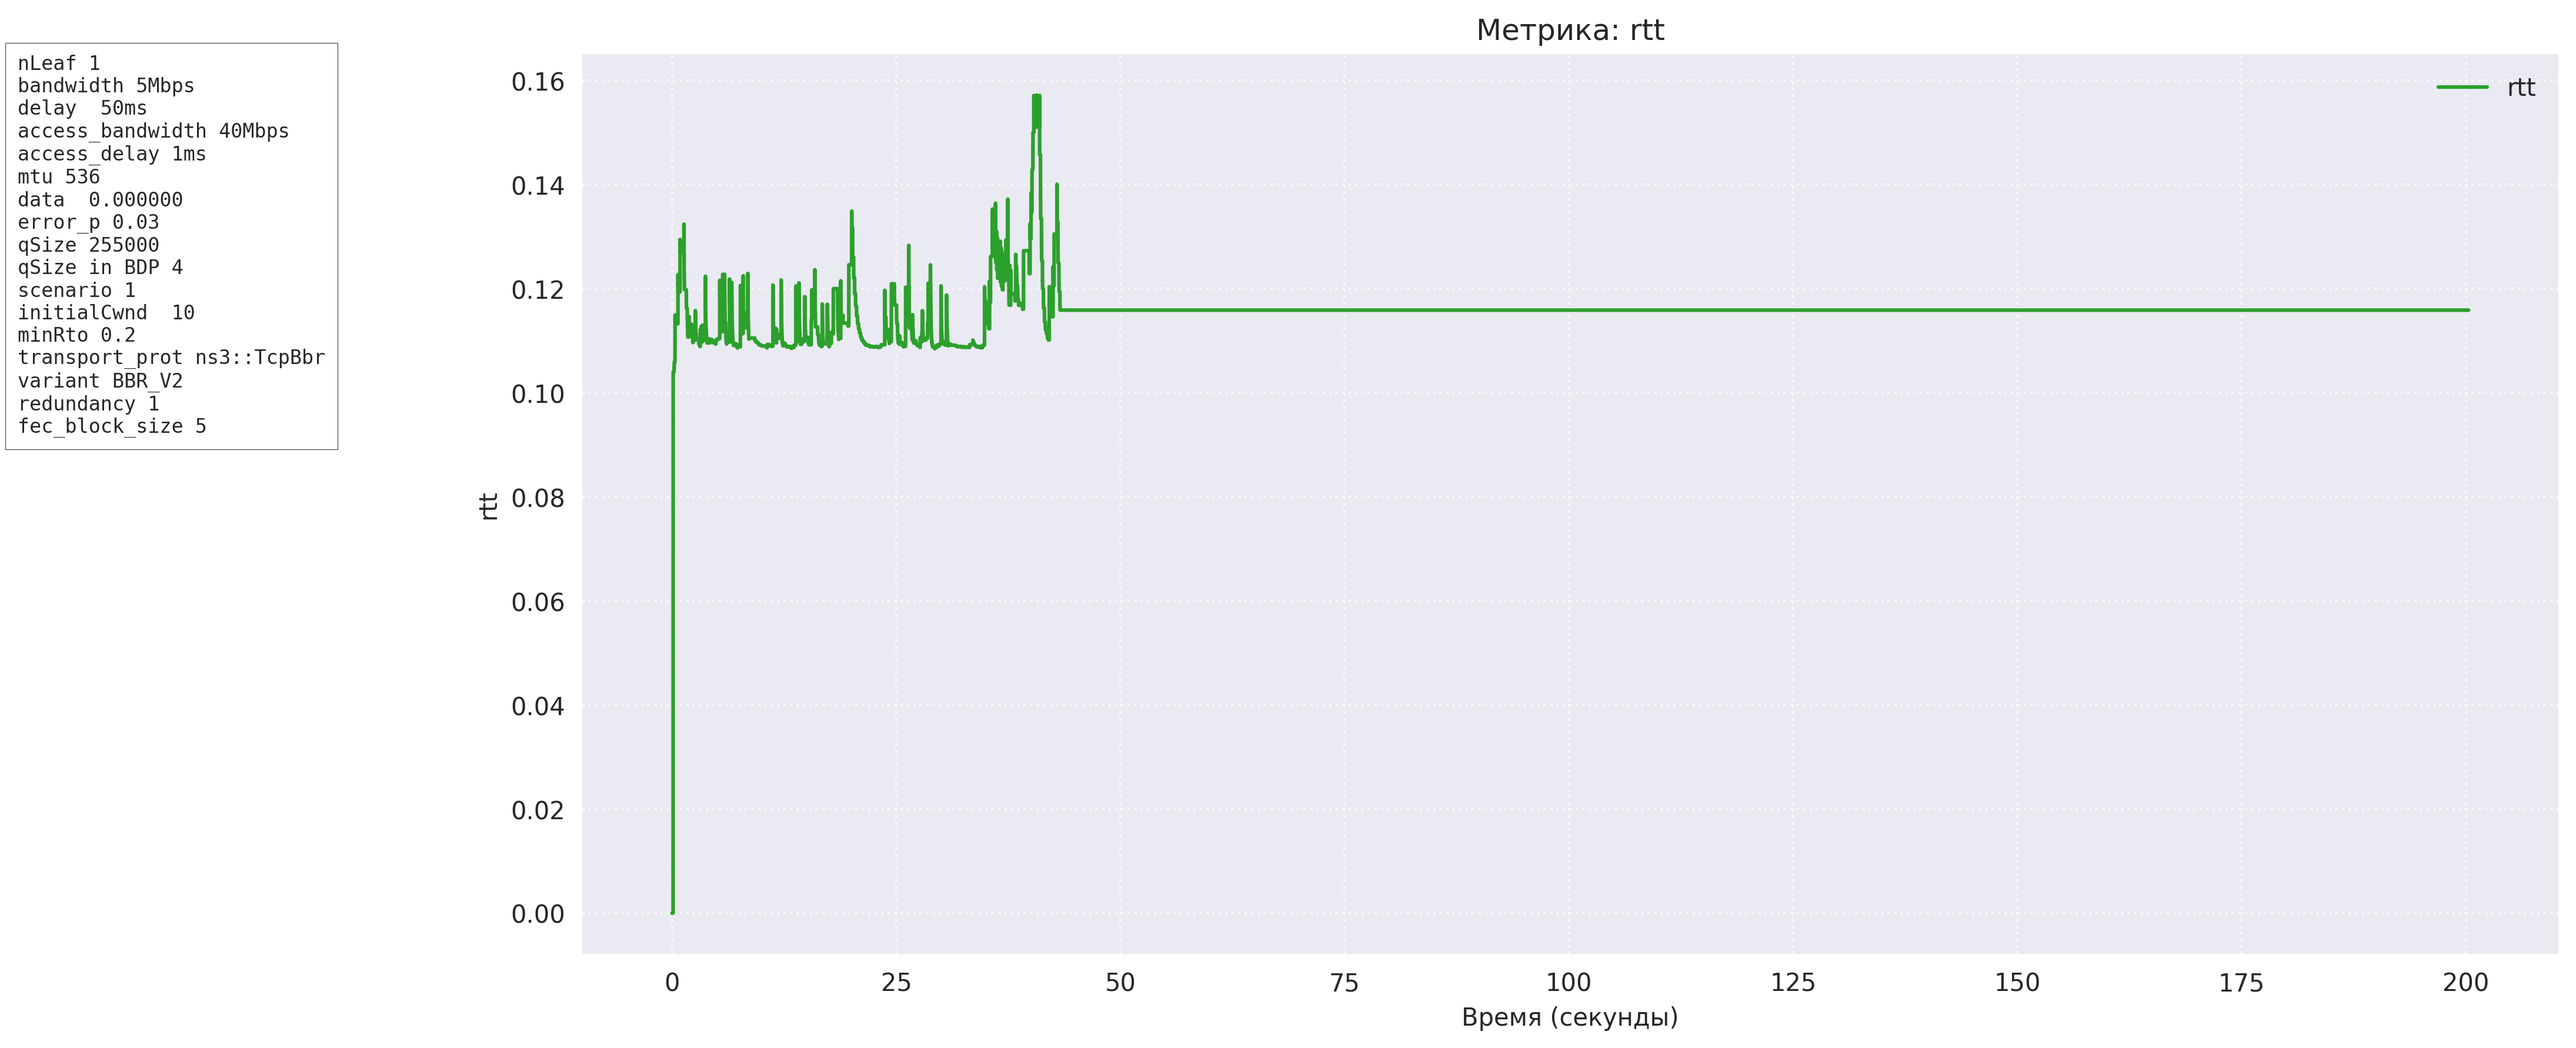 nLeaf 1
bandwidth 5Mbps
delay  50ms
access_bandwidth 40Mbps
access_delay 1ms
mtu 536
data  0.000000
error_p 0.03
qSize 255000
qSize in BDP 4
scenario 1
initialCwnd  10
minRto 0.2
transport_prot ns3::TcpBbr
variant BBR_V2
redundancy 1
fec_block_size 5
Метрика: rtt
rtt
rtt
0.16
0.14
0.12
0.10
0.08
0.06
0.04
0.02
0.00
0 25 50 75 100 125 150 175 200
Время (секунды)